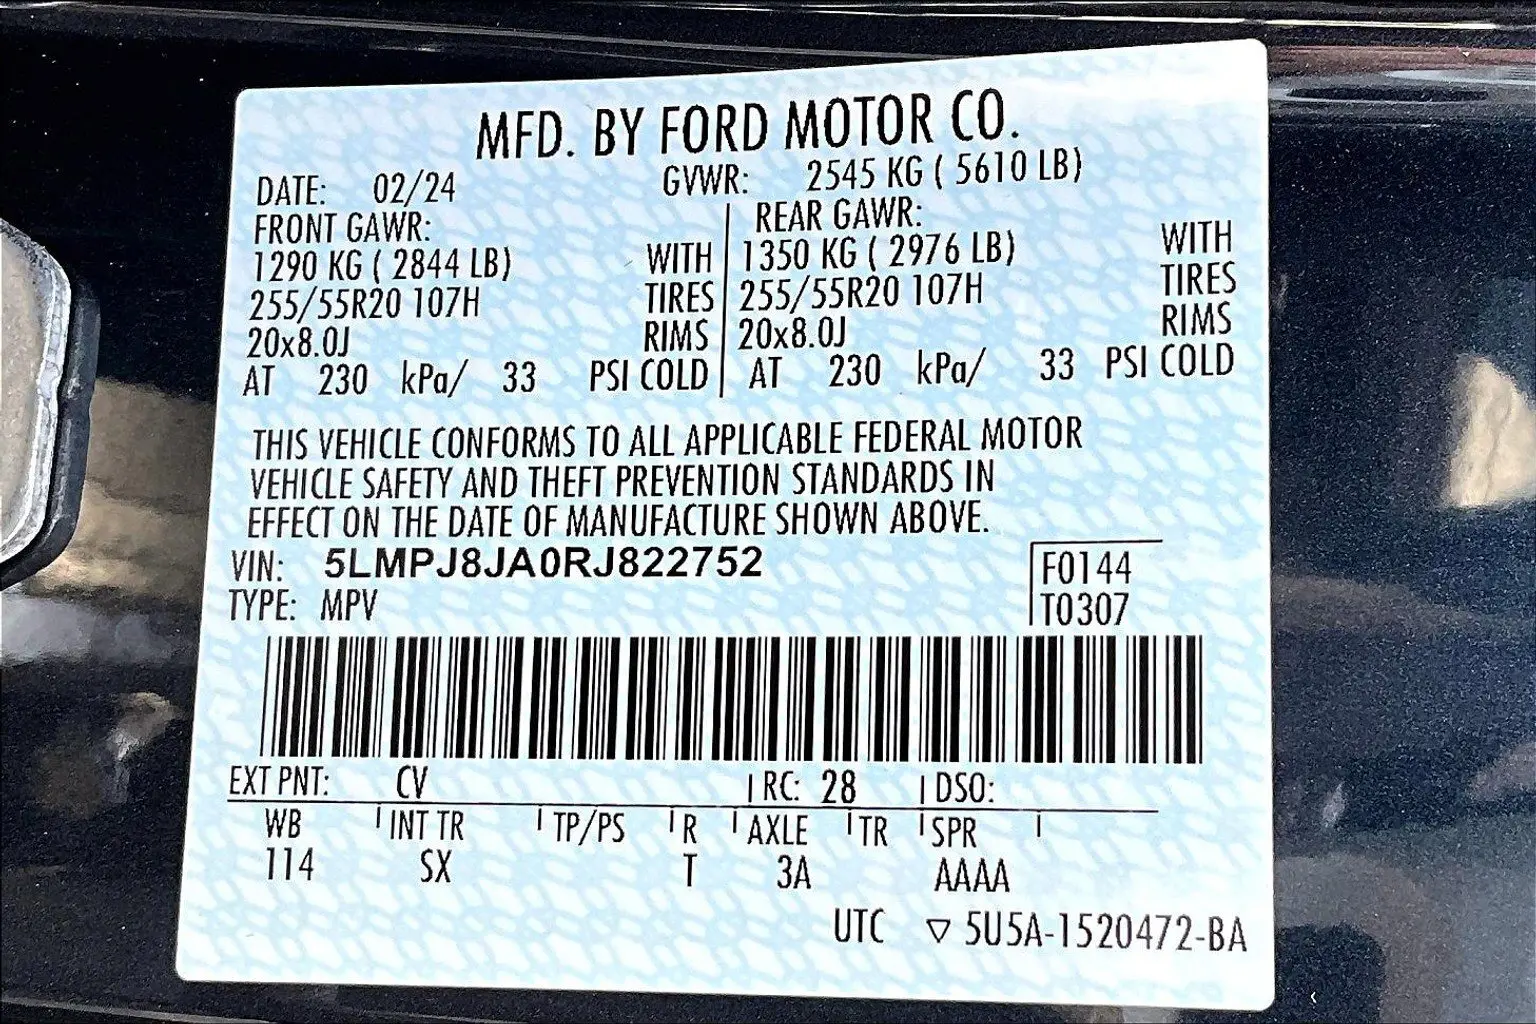 MFD. BY FORD MOTOR CO.
DATE: 02/24 GVWR: 2545 KG ( 5610 LB)
FRONT GAWR: REAR GAWR:
1290 KG ( 2844 LB) WITH 1350 KG ( 2976 LB) WITH
255/55R20 107H TIRES 255/55R20 107H TIRES
20x8.0J RIMS 20x8.0J RIMS
AT 230 kPa/ 33 PSI COLD AT 230 kPa/ 33 PSI COLD
THIS VEHICLE CONFORMS TO ALL APPLICABLE FEDERAL MOTOR
VEHICLE SAFETY AND THEFT PREVENTION STANDARDS IN
EFFECT ON THE DATE OF MANUFACTURE SHOWN ABOVE.
VIN: 5LMPJ8JA0RJ822752 F0144
TYPE: MPV T0307
EXT PNT: CV RC: 28 DSO:
WB INT TR TP/PS R AXLE TR SPR
114 SX T 3A AAAA
UTC ▽ 5U5A-1520472-BA